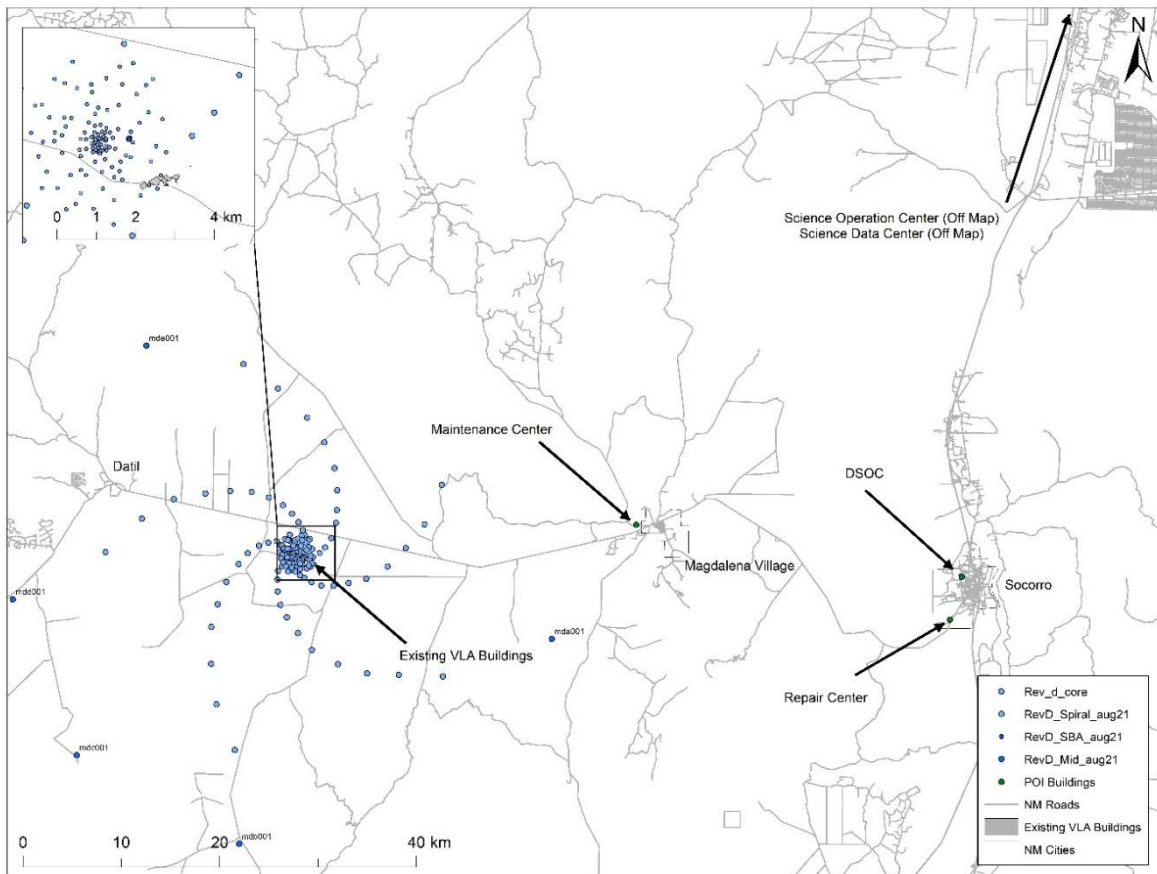 N
0 1 2 4 km
Science Operation Center (Off Map)
Science Data Center (Off Map)
mde001
Maintenance Center
Datil
DSOC
Magdalena Village
Socorro
mdd001
mda001
Existing VLA Buildings
Repair Center
mdc001
mdb001
0 10 20 40 km
Rev_d_core
RevD_Spiral_aug21
RevD_SBA_aug21
RevD_Mid_aug21
POI Buildings
NM Roads
Existing VLA Buildings
NM Cities